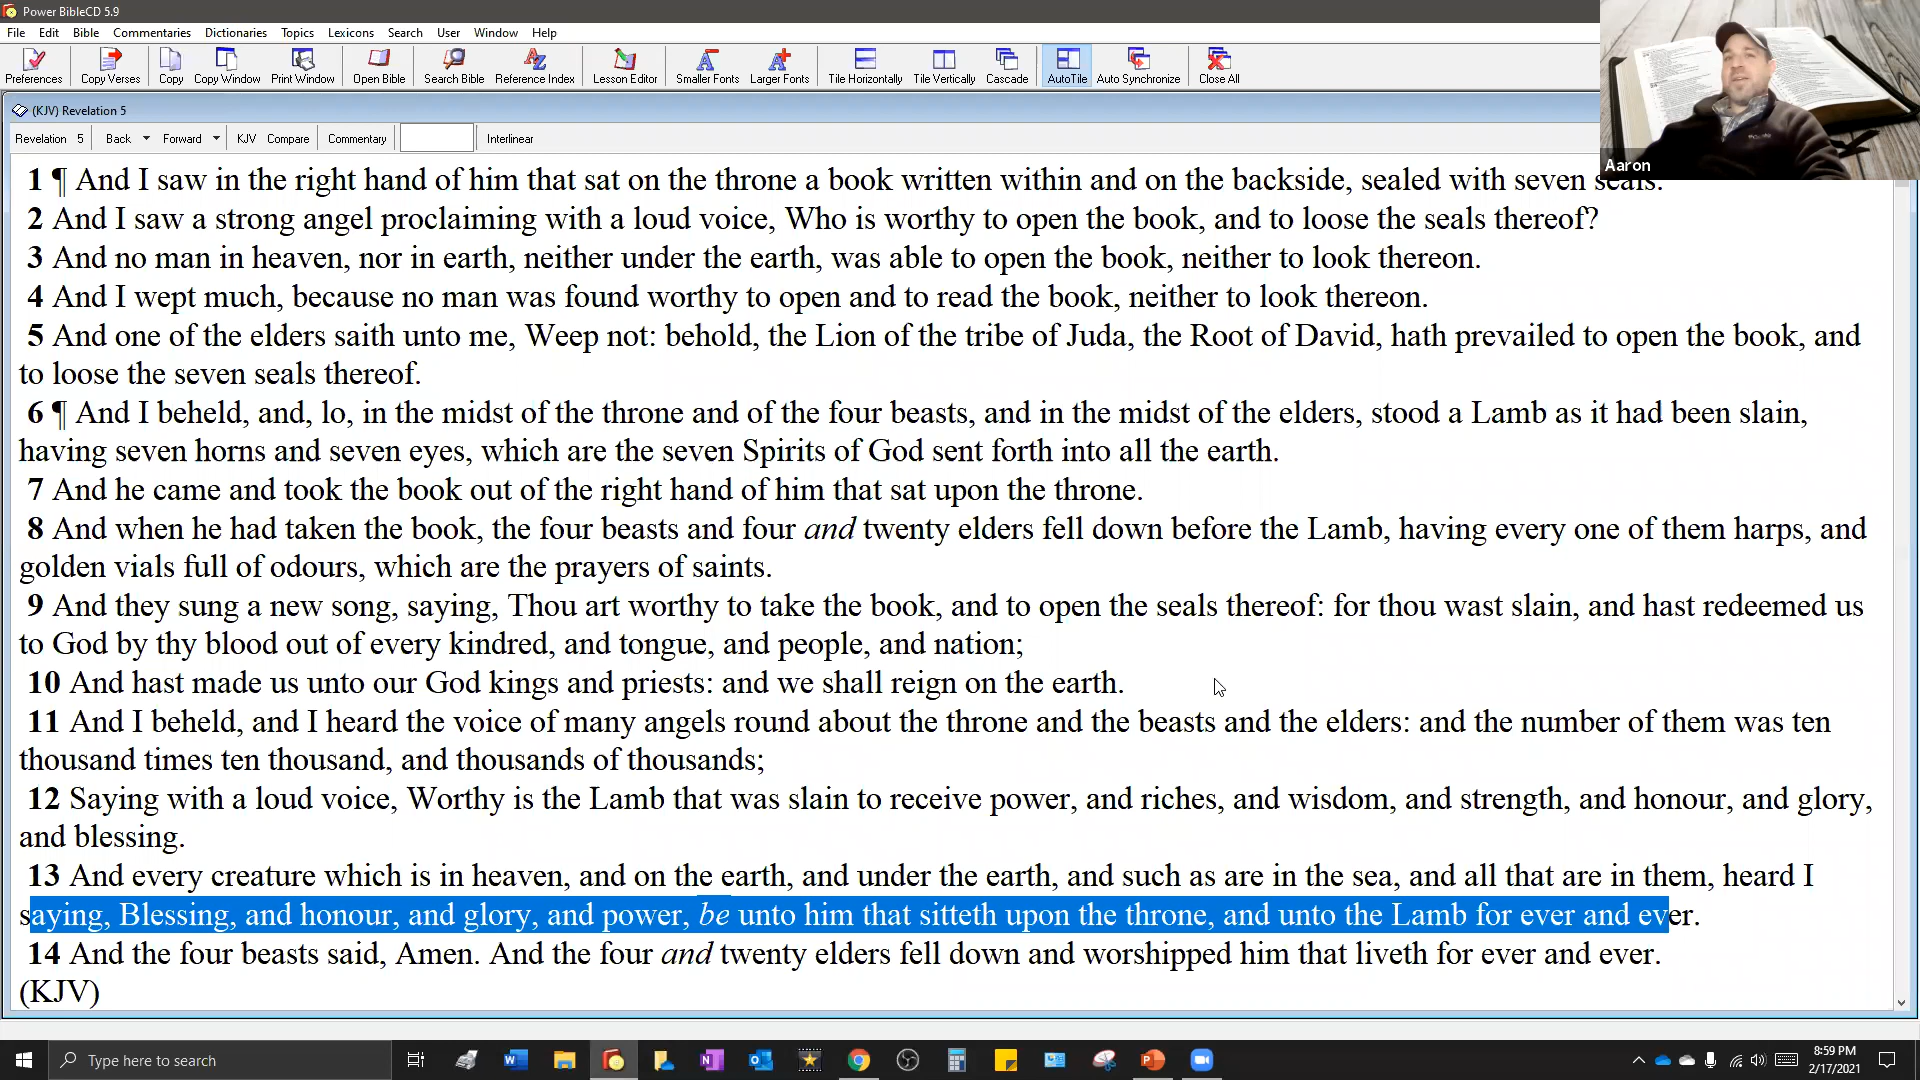 Power BibleCD 5.9
File Edit Bible Commentaries Dictionaries Topics Lexicons Search User Window Help
Preferences Copy Verses Copy Copy Window Print Window Open Bible Search Bible Reference Index Lesson Editor Smaller Fonts Larger Fonts Tile Horizontally Tile Vertically Cascade AutoTile Auto Synchronize Close All
(KJV) Revelation 5
Revelation 5 Back Forward KJV Compare Commentary Interlinear
Aaron
1 ¶ And I saw in the right hand of him that sat on the throne a book written within and on the backside, sealed with seven seals.
2 And I saw a strong angel proclaiming with a loud voice, Who is worthy to open the book, and to loose the seals thereof?
3 And no man in heaven, nor in earth, neither under the earth, was able to open the book, neither to look thereon.
4 And I wept much, because no man was found worthy to open and to read the book, neither to look thereon.
5 And one of the elders saith unto me, Weep not: behold, the Lion of the tribe of Juda, the Root of David, hath prevailed to open the book, and
to loose the seven seals thereof.
6 ¶ And I beheld, and, lo, in the midst of the throne and of the four beasts, and in the midst of the elders, stood a Lamb as it had been slain,
having seven horns and seven eyes, which are the seven Spirits of God sent forth into all the earth.
7 And he came and took the book out of the right hand of him that sat upon the throne.
8 And when he had taken the book, the four beasts and four and twenty elders fell down before the Lamb, having every one of them harps, and
golden vials full of odours, which are the prayers of saints.
9 And they sung a new song, saying, Thou art worthy to take the book, and to open the seals thereof: for thou wast slain, and hast redeemed us
to God by thy blood out of every kindred, and tongue, and people, and nation;
10 And hast made us unto our God kings and priests: and we shall reign on the earth.
11 And I beheld, and I heard the voice of many angels round about the throne and the beasts and the elders: and the number of them was ten
thousand times ten thousand, and thousands of thousands;
12 Saying with a loud voice, Worthy is the Lamb that was slain to receive power, and riches, and wisdom, and strength, and honour, and glory,
and blessing.
13 And every creature which is in heaven, and on the earth, and under the earth, and such as are in the sea, and all that are in them, heard I
saying, Blessing, and honour, and glory, and power, be unto him that sitteth upon the throne, and unto the Lamb for ever and ever.
14 And the four beasts said, Amen. And the four and twenty elders fell down and worshipped him that liveth for ever and ever.
(KJV)
Type here to search
8:59 PM
2/17/2021